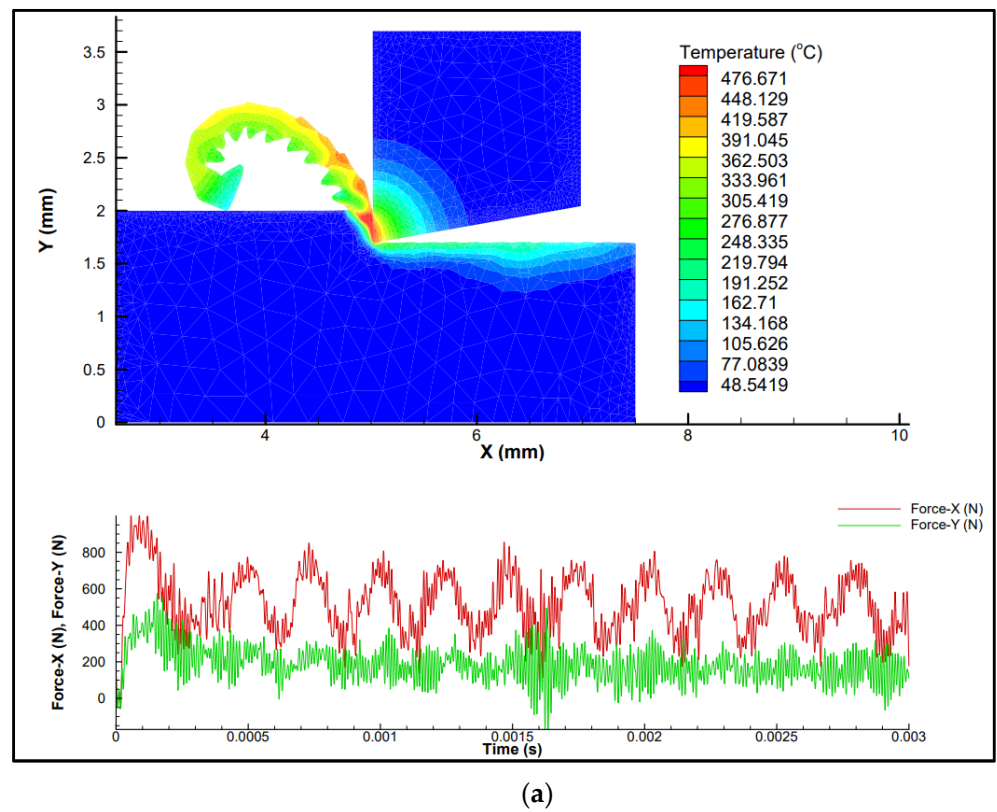 Temperature (°C)
476.671
448.129
419.587
391.045
362.503
333.961
305.419
276.877
248.335
219.794
191.252
162.71
134.168
105.626
77.0839
48.5419
Y (mm)
3.5
3
2.5
2
1.5
1
0.5
0
4 6 8 10
X (mm)
Force-X (N)
Force-Y (N)
Force-X (N), Force-Y (N)
800
600
400
200
0
0 0.0005 0.001 0.0015 0.002 0.0025 0.003
Time (s)
(a)